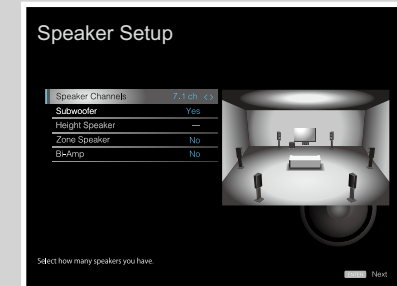 Speaker Setup
Speaker Channels 7.1 ch <>
Subwoofer Yes
Height Speaker ---
Zone Speaker No
Bi-Amp No
Select how many speakers you have.
ENTER Next